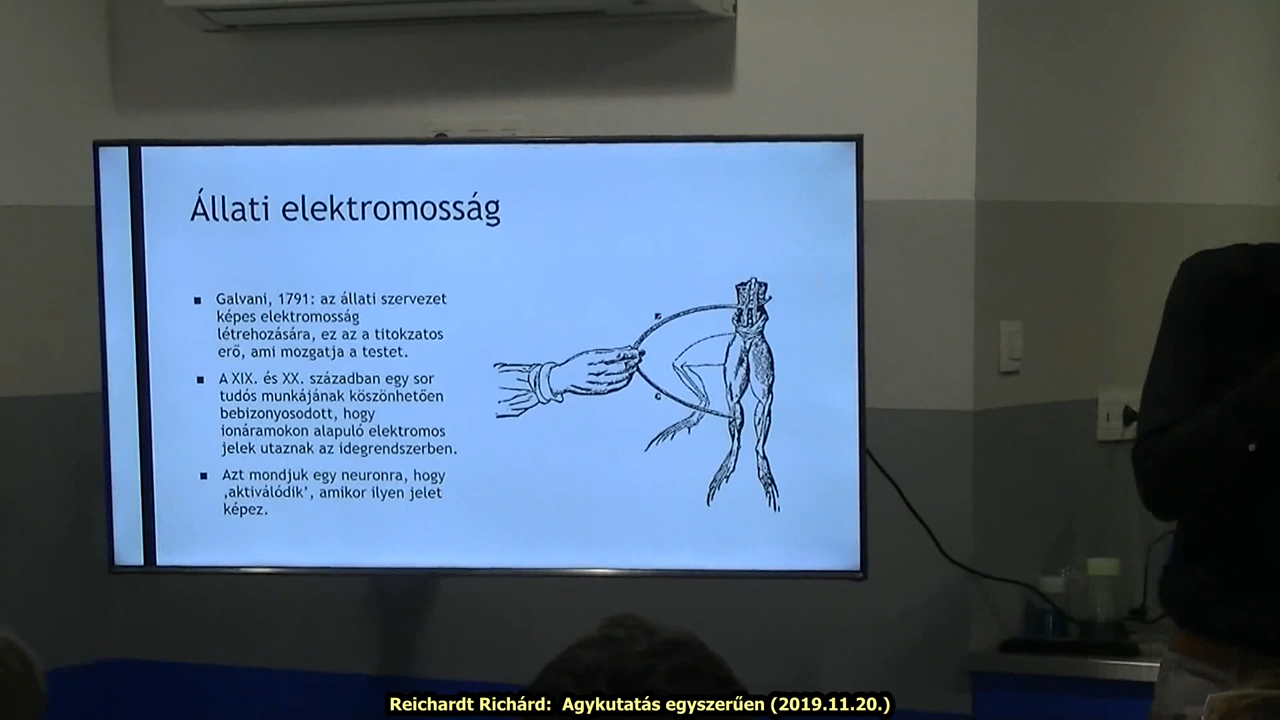 Állati elektromosság
Galvani, 1791: az állati szervezet
képes elektromosság
létrehozására, ez az a titokzatos
erő, ami mozgatja a testet.
A XIX. és XX. században egy sor
tudós munkájának köszönhetően
bebizonyosodott, hogy
ionáramokon alapuló elektromos
jelek utaznak az idegrendszerben.
Azt mondjuk egy neuronra, hogy
‚aktiválódik’, amikor ilyen jelet
képez.
Reichardt Richárd: Agykutatás egyszerűen (2019.11.20.)